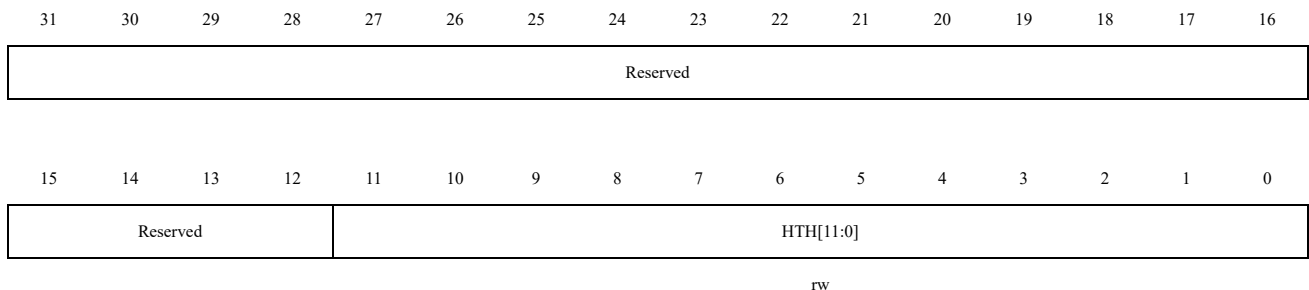 31 30 29 28 27 26 25 24 23 22 21 20 19 18 17 16
Reserved
15 14 13 12 11 10 9 8 7 6 5 4 3 2 1 0
Reserved HTH[11:0]
rw